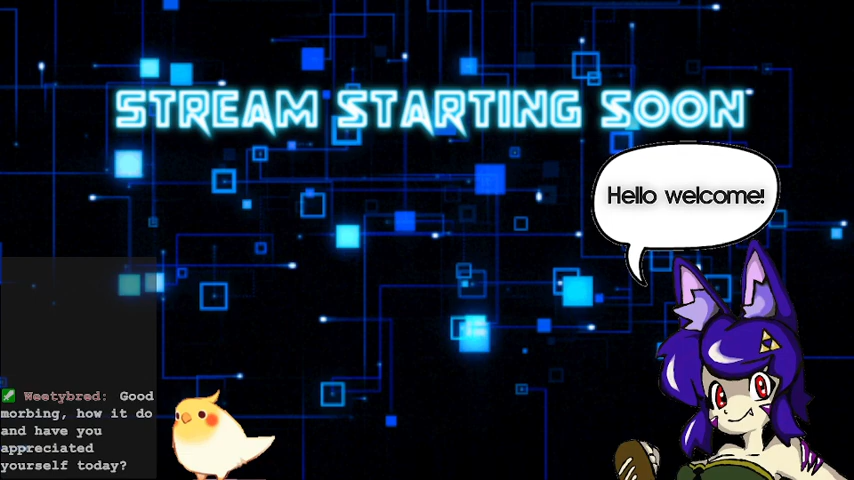 STREAM STARTING SOON
Hello welcome!
Weetybred: Good
morbing, how it do
and have you
appreciated
yourself today?